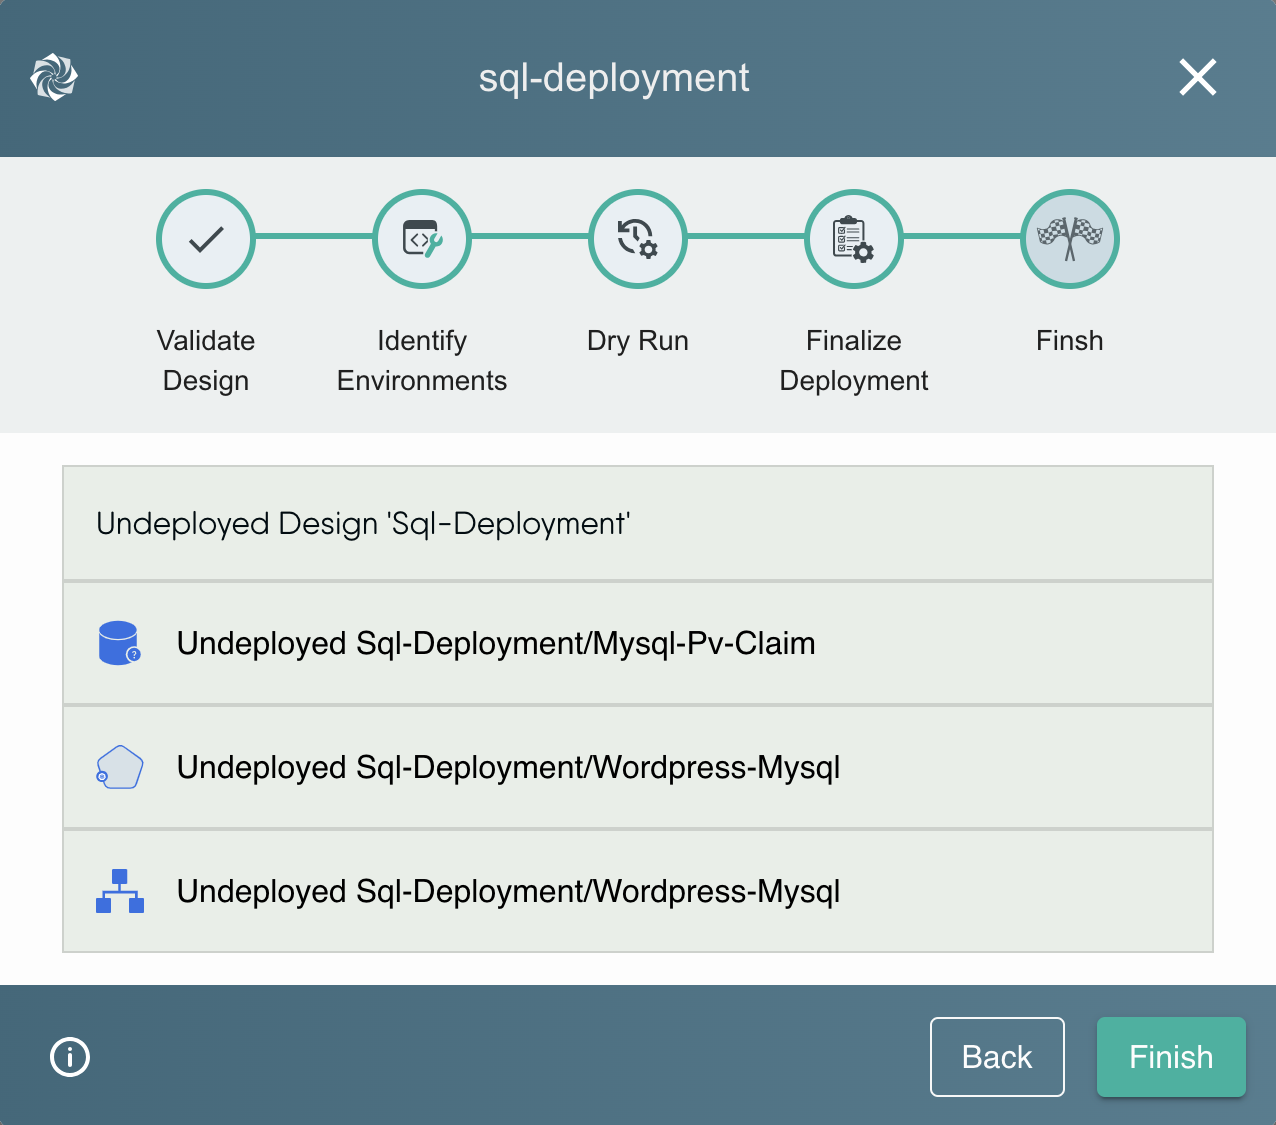 sql-deployment
Validate
Design
Identify
Environments
Dry Run
Finalize
Deployment
Finsh
Undeployed Design 'Sql-Deployment'
Undeployed Sql-Deployment/Mysql-Pv-Claim
Undeployed Sql-Deployment/Wordpress-Mysql
Undeployed Sql-Deployment/Wordpress-Mysql
Back
Finish